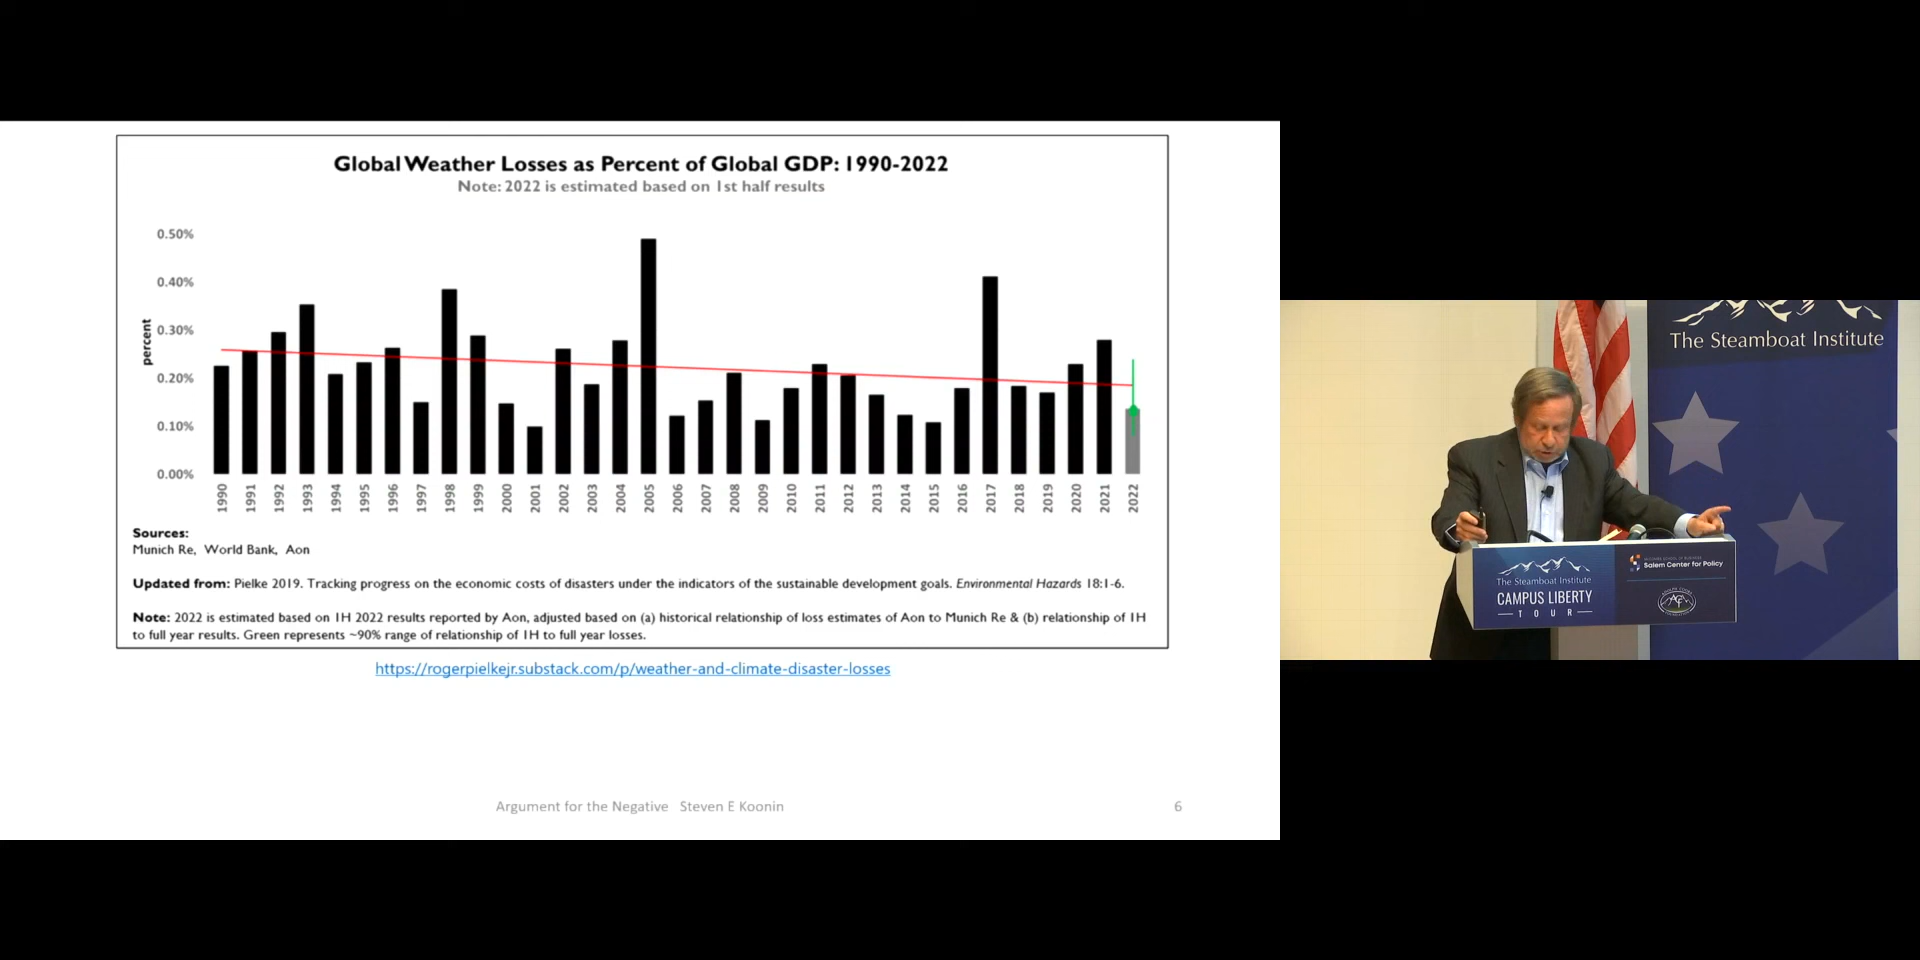 Global Weather Losses as Percent of Global GDP: 1990-2022
Note: 2022 is estimated based on 1st half results
percent
0.50%
0.40%
0.30%
0.20%
0.10%
0.00%
1990 1991 1992 1993 1994 1995 1996 1997 1998 1999 2000 2001 2002 2003 2004 2005 2006 2007 2008 2009 2010 2011 2012 2013 2014 2015 2016 2017 2018 2019 2020 2021 2022
Sources:
Munich Re, World Bank, Aon
Updated from: Pielke 2019. Tracking progress on the economic costs of disasters under the indicators of the sustainable development goals. Environmental Hazards 18:1-6.
Note: 2022 is estimated based on 1H 2022 results reported by Aon, adjusted based on (a) historical relationship of loss estimates of Aon to Munich Re & (b) relationship of 1H
to full year results. Green represents ~90% range of relationship of 1H to full year losses.
https://rogerpielkejr.substack.com/p/weather-and-climate-disaster-losses
Argument for the Negative Steven E Koonin
6
The Steamboat Institute
The Steamboat Institute
CAMPUS LIBERTY
TOUR
Salem Center for Policy